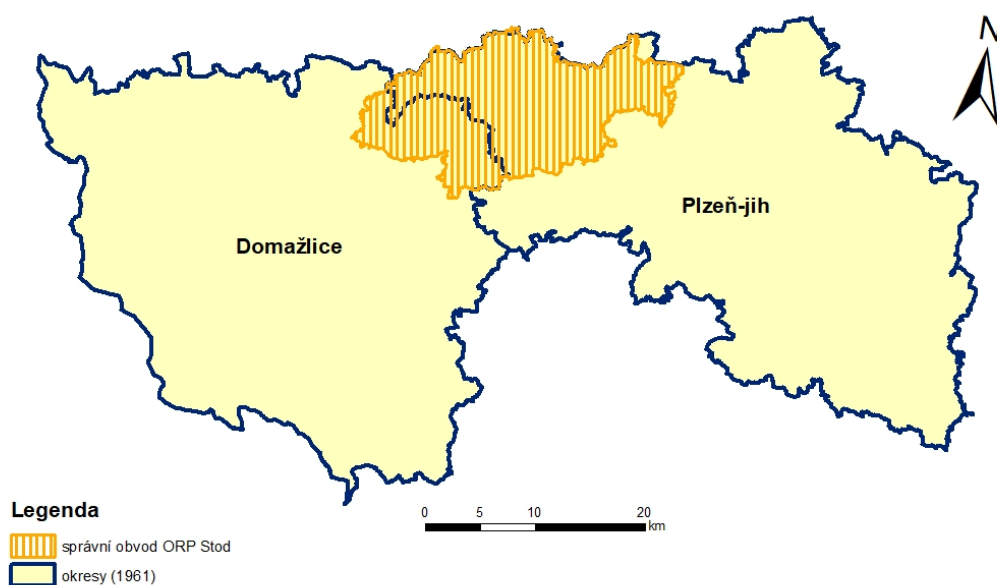 N
Plzeň-jih
Domažlice
Legenda
správní obvod ORP Stod
okresy (1961)
0 5 10 20
km